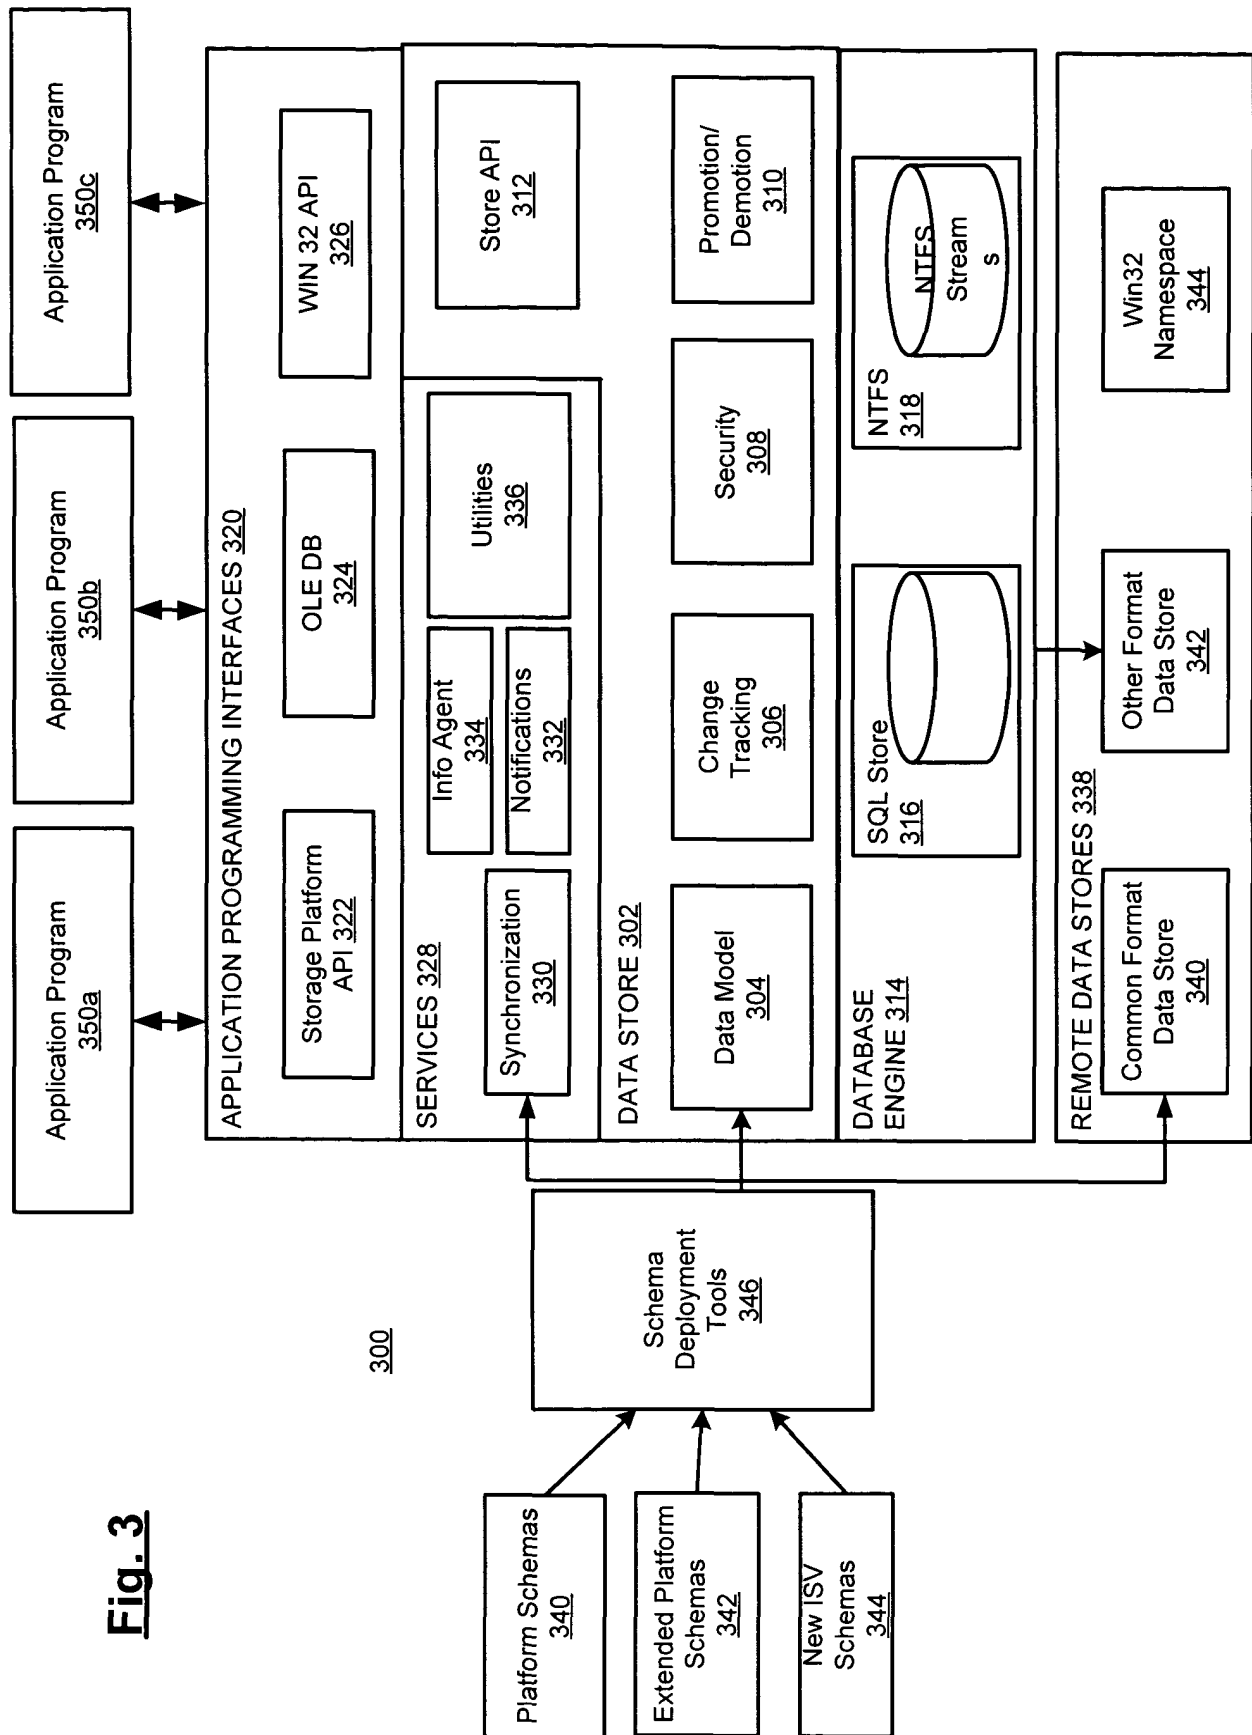 Application Program
350a
Application Program
350b
Application Program
350c
APPLICATION PROGRAMMING INTERFACES 320
Storage Platform
API 322
OLE DB
324
WIN 32 API
326
SERVICES 328
Synchronization
330
Info Agent
334
Notifications
332
Utilities
336
Store API
312
DATA STORE 302
Data Model
304
Change
Tracking
306
Security
308
Promotion/
Demotion
310
DATABASE
ENGINE 314
SQL Store
316
NTFS
318
NTFS
Stream
s
REMOTE DATA STORES 338
Common Format
Data Store
340
Other Format
Data Store
342
Win32
Namespace
344
Schema
Deployment
Tools
346
300
Platform Schemas
340
Extended Platform
Schemas
342
New ISV
Schemas
344
Fig. 3